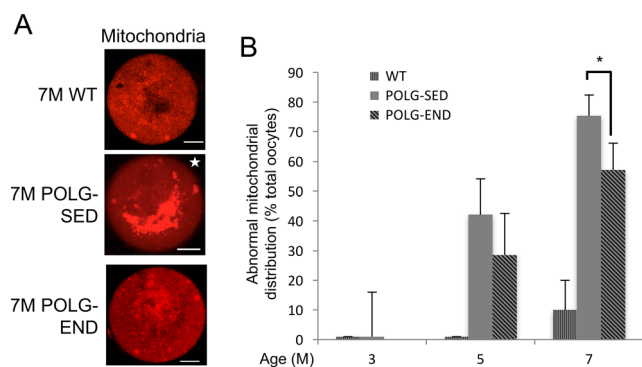 A
Mitochondria
7M WT
7M POLG-
SED
7M POLG-
END
B
WT
POLG-SED
POLG-END
*
Abnormal mitochondrial
distribution (% total oocytes)
90
80
70
60
50
40
30
20
10
0
Age (M) 3 5 7